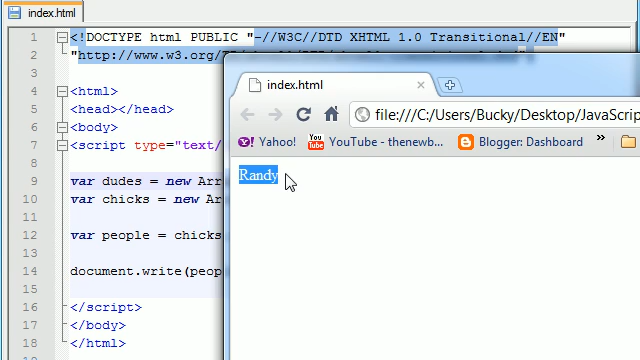 index.html
1 <!DOCTYPE html PUBLIC "-//W3C//DTD XHTML 1.0 Transitional//EN"
2 "http://www.w3.org/
3
4 <html>
5 <head></head>
6 <body>
7 <script type="text/
8
9 var dudes = new Arr
10 var chicks = new Ar
11
12 var people = chicks
13
14 document.write(peop
15
16 </script>
17 </body>
18 </html>
index.html
file:///C:/Users/Bucky/Desktop/JavaScrip
Yahoo! You Tube YouTube - thenewb... Blogger: Dashboard »
Randy